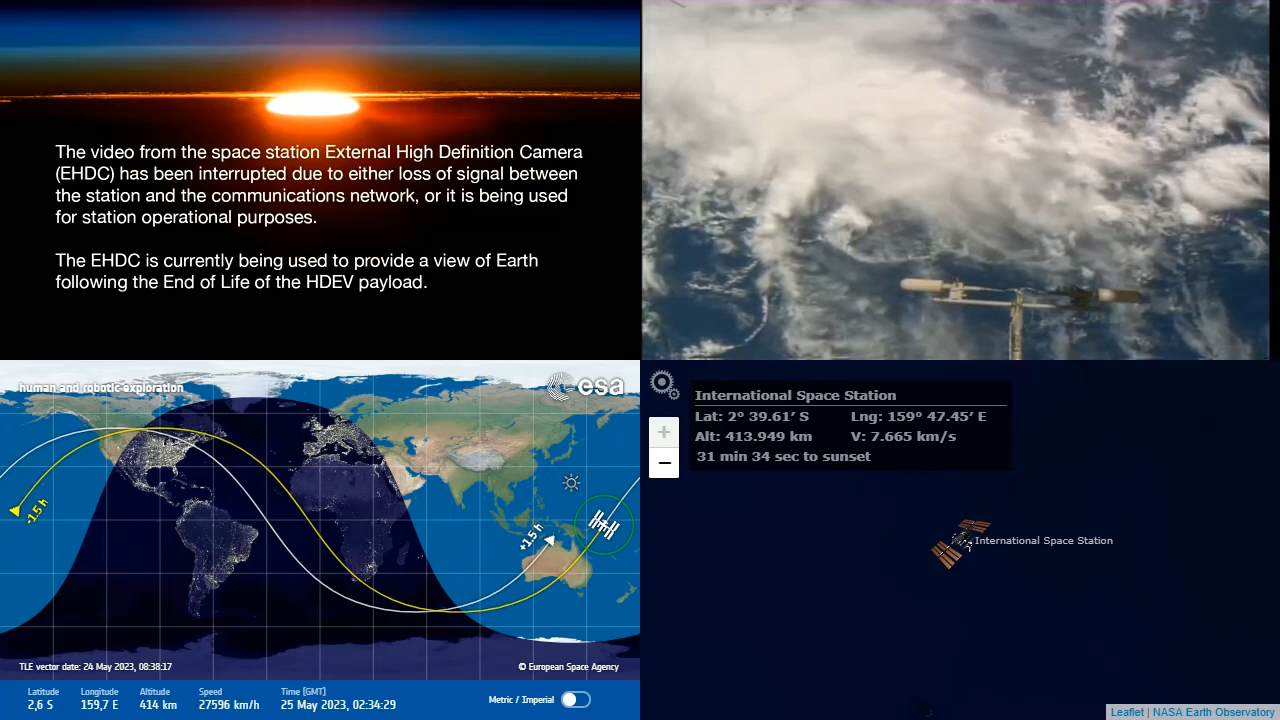 The video from the space station External High Definition Camera
(EHDC) has been interrupted due to either loss of signal between
the station and the communications network, or it is being used
for station operational purposes.
The EHDC is currently being used to provide a view of Earth
following the End of Life of the HDEV payload.
human and robotic exploration
esa
-1.5 h
+1.5 h
TLE vector date: 24 May 2023, 08:38:17
© European Space Agency
Latitude Longitude Altitude Speed Time [GMT]
2,6 S 159,7 E 414 km 27596 km/h 25 May 2023, 02:34:29
Metric / Imperial
+
−
International Space Station
Lat: 2° 39.61′ S Lng: 159° 47.45′ E
Alt: 413.949 km V: 7.665 km/s
31 min 34 sec to sunset
International Space Station
Leaflet | NASA Earth Observatory